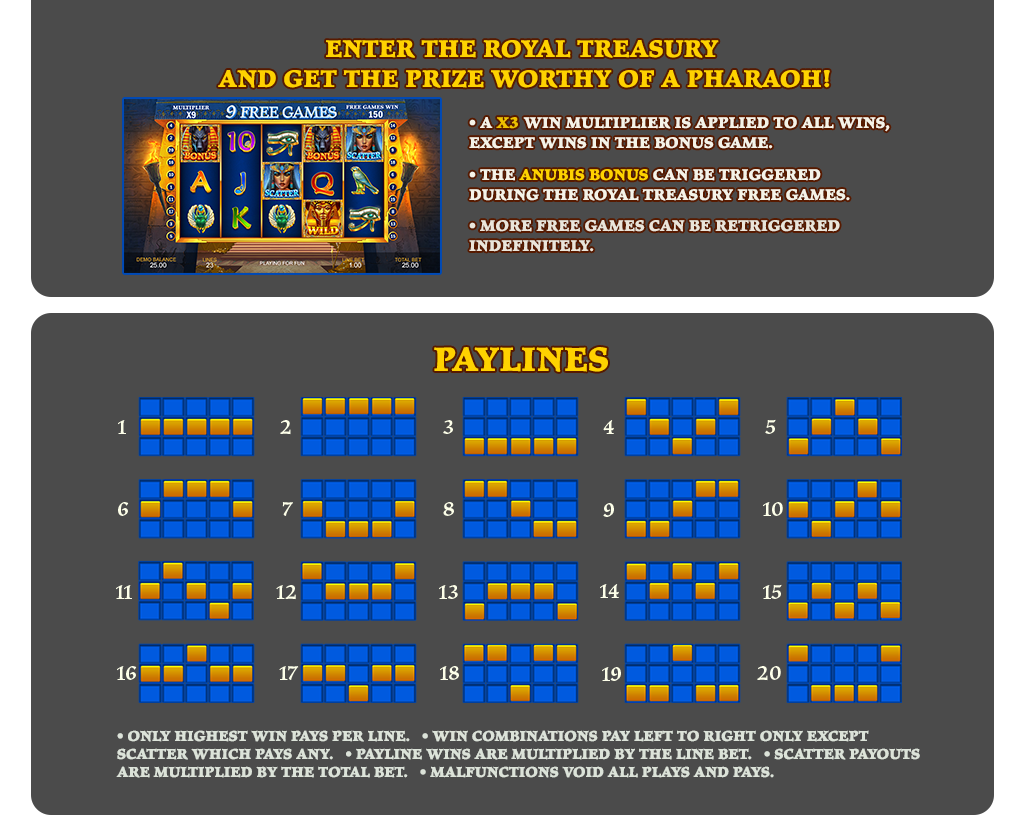 ENTER THE ROYAL TREASURY
AND GET THE PRIZE WORTHY OF A PHARAOH!
MULTIPLIER
X9
9 FREE GAMES
FREE GAMES WIN
150
BONUS
10
BONUS
SCATTER
A
J
SCATTER
Q
K
WILD
DEMO BALANCE
25.00
LINES
PLAYING FOR FUN
LINE BET
1.00
TOTAL BET
25.00
• A X3 WIN MULTIPLIER IS APPLIED TO ALL WINS,
EXCEPT WINS IN THE BONUS GAME.
• THE ANUBIS BONUS CAN BE TRIGGERED
DURING THE ROYAL TREASURY FREE GAMES.
• MORE FREE GAMES CAN BE RETRIGGERED
INDEFINITELY.
PAYLINES
1 2 3 4 5
6 7 8 9 10
11 12 13 14 15
16 17 18 19 20
• ONLY HIGHEST WIN PAYS PER LINE. • WIN COMBINATIONS PAY LEFT TO RIGHT ONLY EXCEPT
SCATTER WHICH PAYS ANY. • PAYLINE WINS ARE MULTIPLIED BY THE LINE BET. • SCATTER PAYOUTS
ARE MULTIPLIED BY THE TOTAL BET. • MALFUNCTIONS VOID ALL PLAYS AND PAYS.